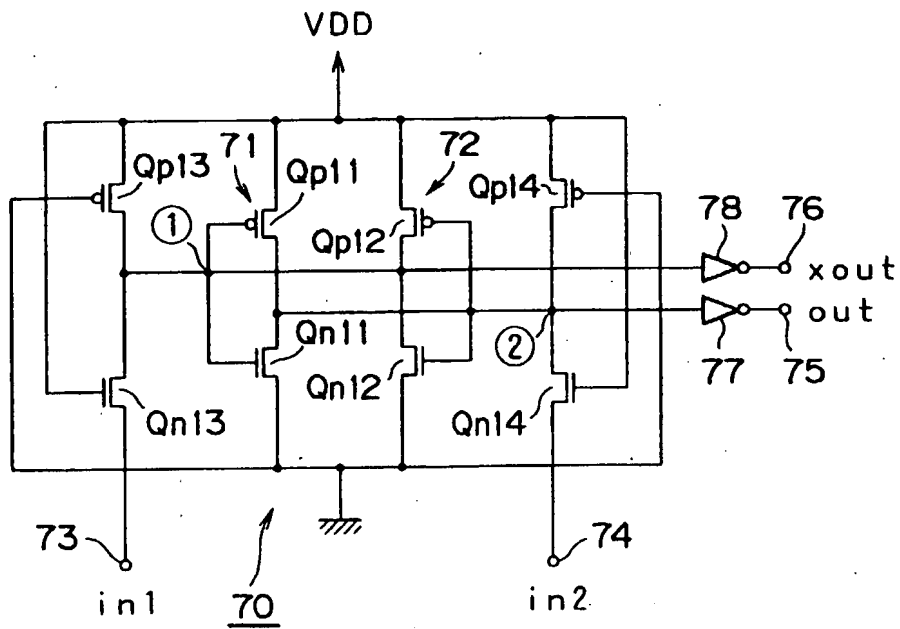 VDD
71
72
Qp13
Qp11
Qp12
Qp14
78
76
①
xout
out
Qn11
②
Qn12
77
75
Qn13
Qn14
73
74
in1
70
in2